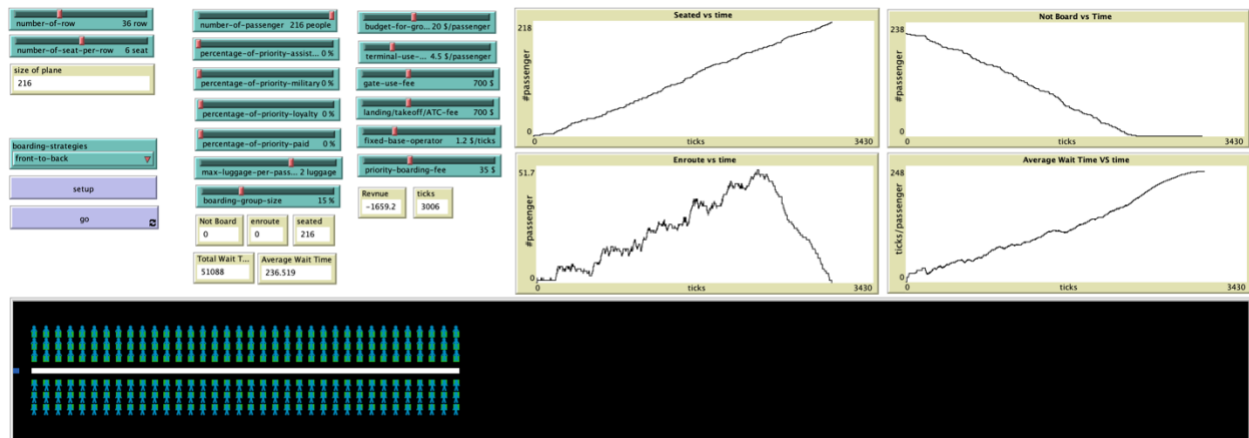 number-of-row 36 row
number-of-seat-per-row 6 seat
size of plane
216
boarding-strategies
front-to-back
setup
go
number-of-passenger 216 people
percentage-of-priority-assist... 0 %
percentage-of-priority-military 0 %
percentage-of-priority-loyalty 0 %
percentage-of-priority-paid 0 %
max-luggage-per-pass... 2 luggage
boarding-group-size 15 %
Not Board
0
enroute
0
seated
216
Total Wait T...
51088
Average Wait Time
236.519
budget-for-gro... 20 $/passenger
terminal-use-... 4.5 $/passenger
gate-use-fee 700 $
landing/takeoff/ATC-fee 700 $
fixed-base-operator 1.2 $/ticks
priority-boarding-fee 35 $
Revnue
-1659.2
ticks
3006
Seated vs time
218
#passenger
0
0
ticks
3430
Not Board vs Time
238
#passenger
0
0
ticks
3430
Enroute vs time
51.7
#passenger
0
0
ticks
3430
Average Wait Time VS time
248
ticks/passenger
0
0
ticks
3430